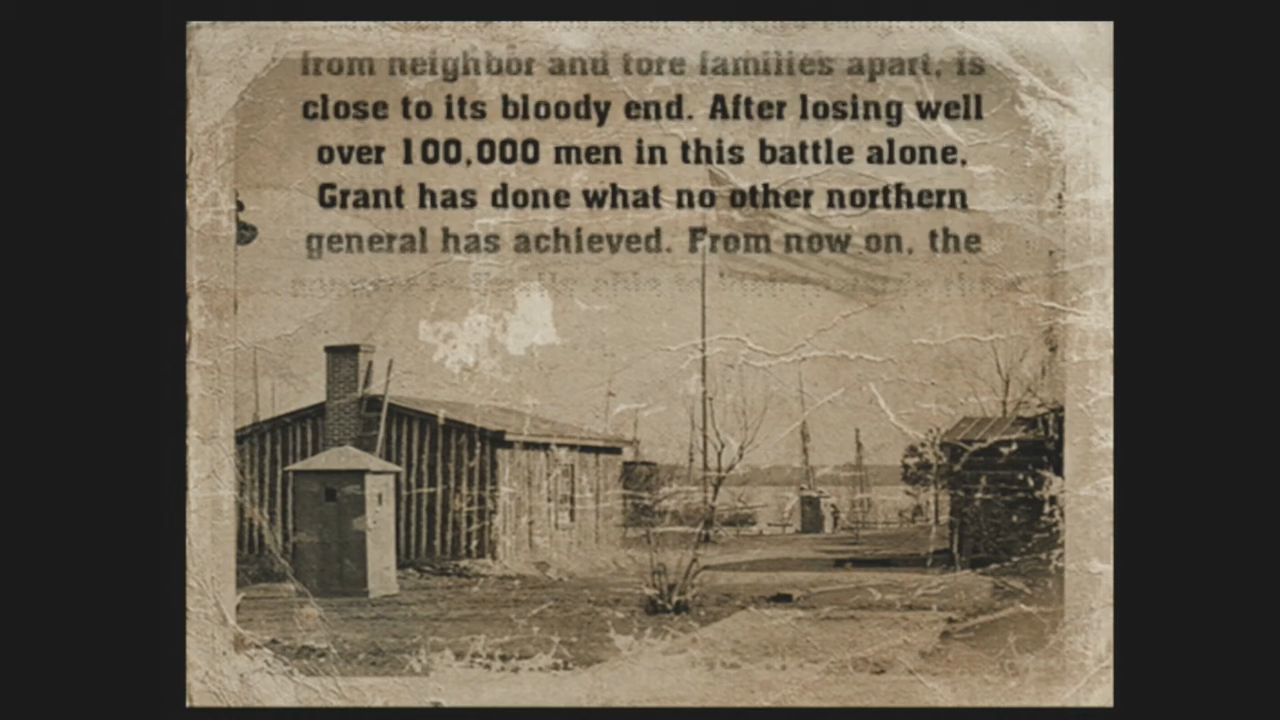 from neighbor and tore families apart, is
close to its bloody end. After losing well
over 100,000 men in this battle alone,
Grant has done what no other northern
general has achieved. From now on, the